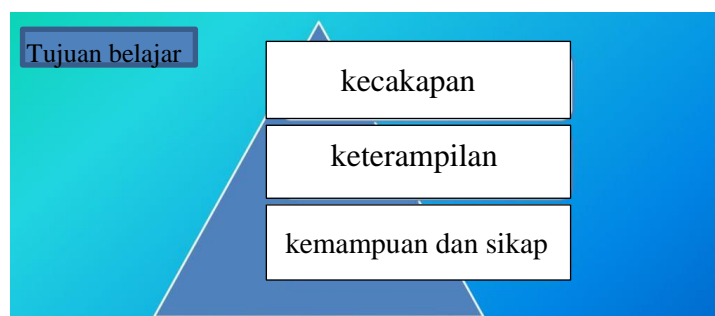 Tujuan belajar
kecakapan
keterampilan
kemampuan dan sikap